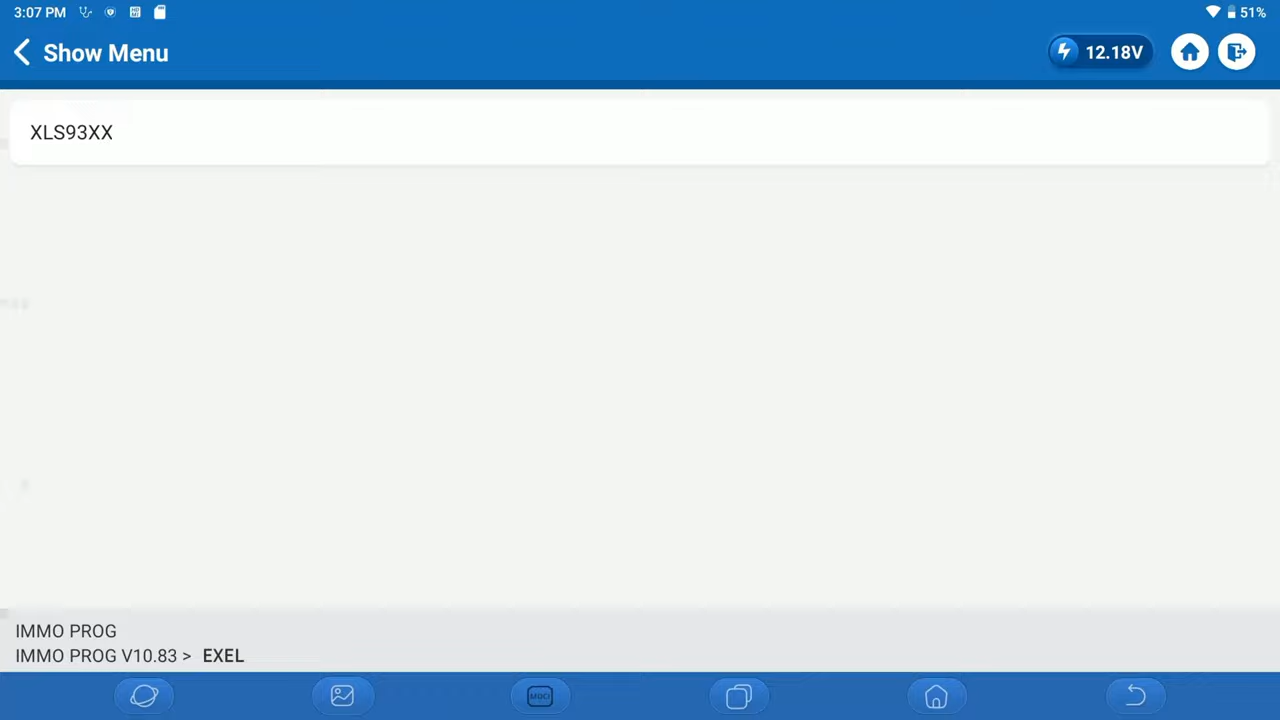 3:07 PM
51%
Show Menu
12.18V
XLS93XX
IMMO PROG
IMMO PROG V10.83 > EXEL